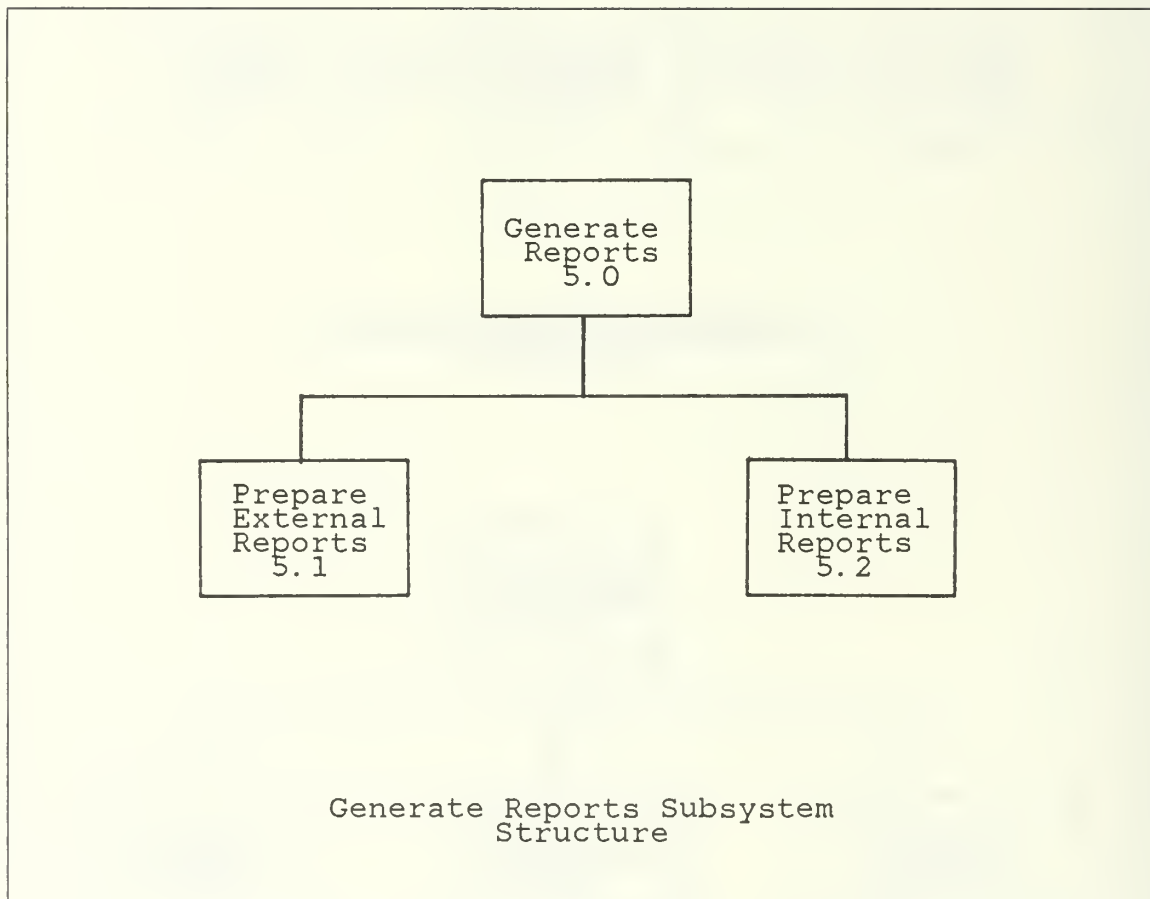 Generate
Reports
5.0
Prepare
External
Reports
5.1
Prepare
Internal
Reports
5.2
Generate Reports Subsystem
Structure